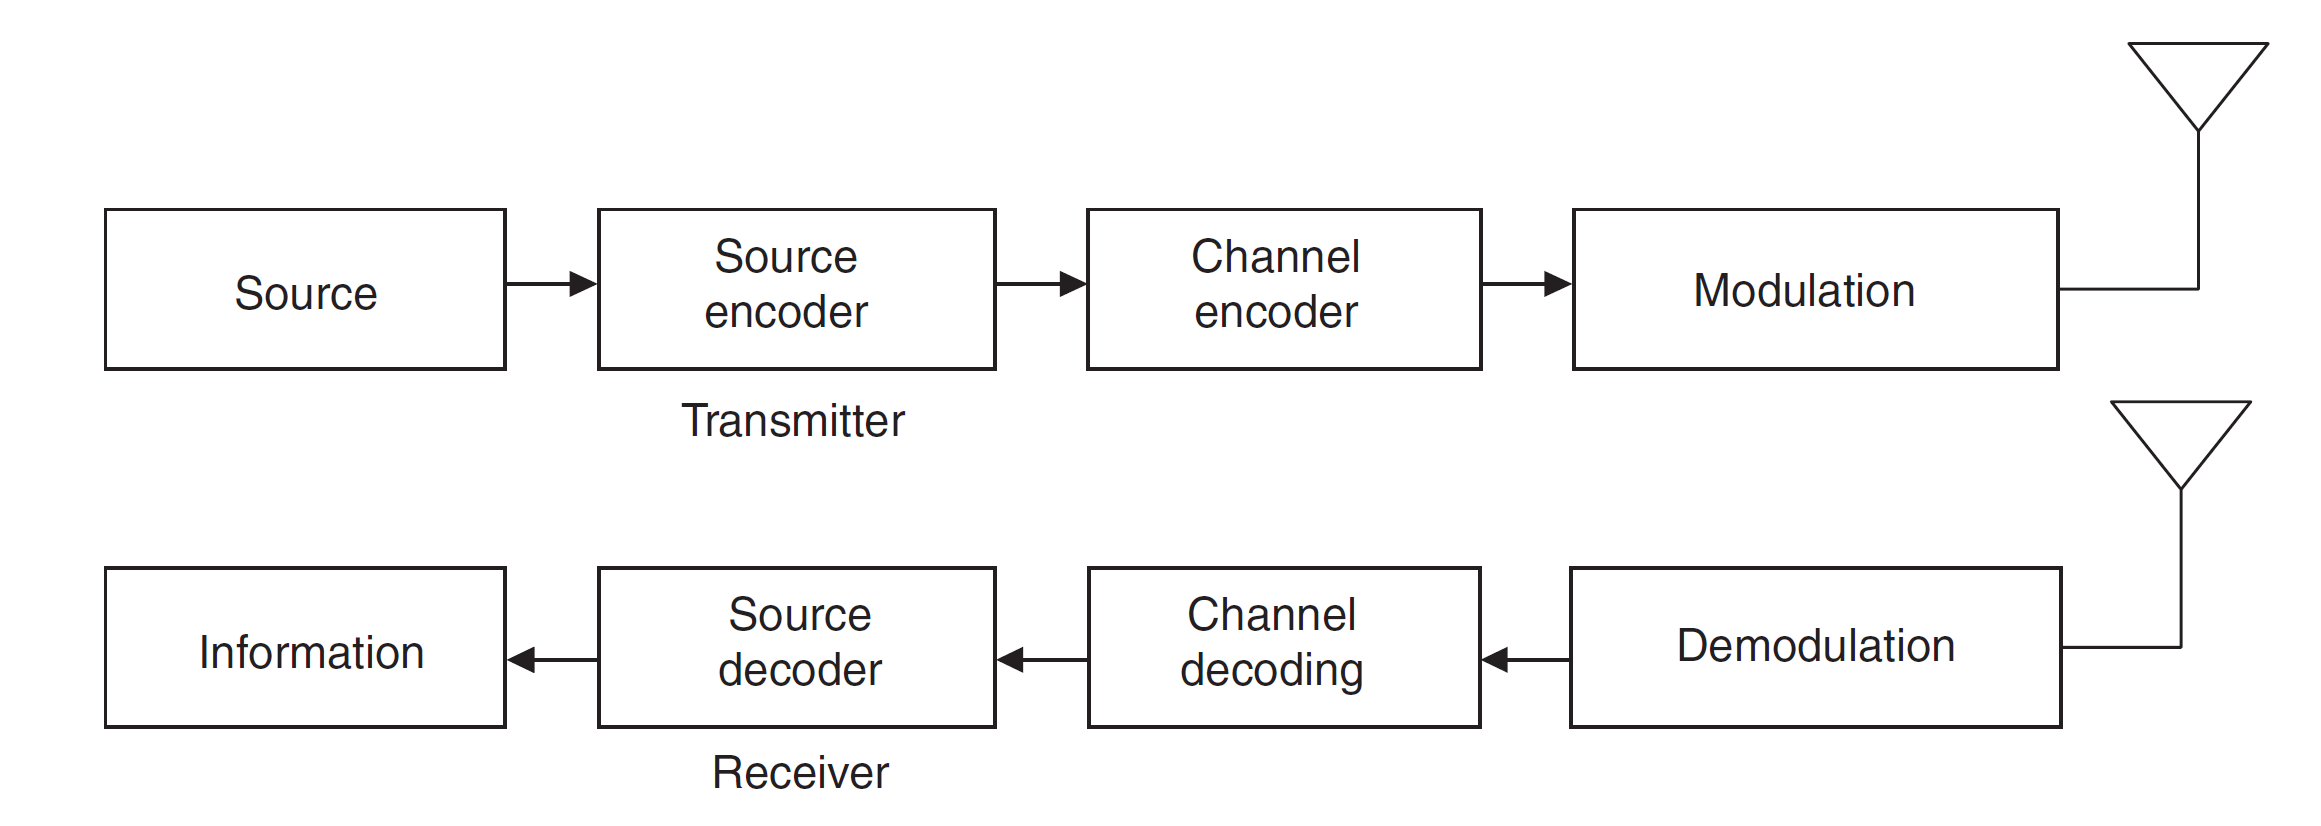 Source
Source
encoder
Channel
encoder
Modulation
Transmitter
Information
Source
decoder
Channel
decoding
Demodulation
Receiver